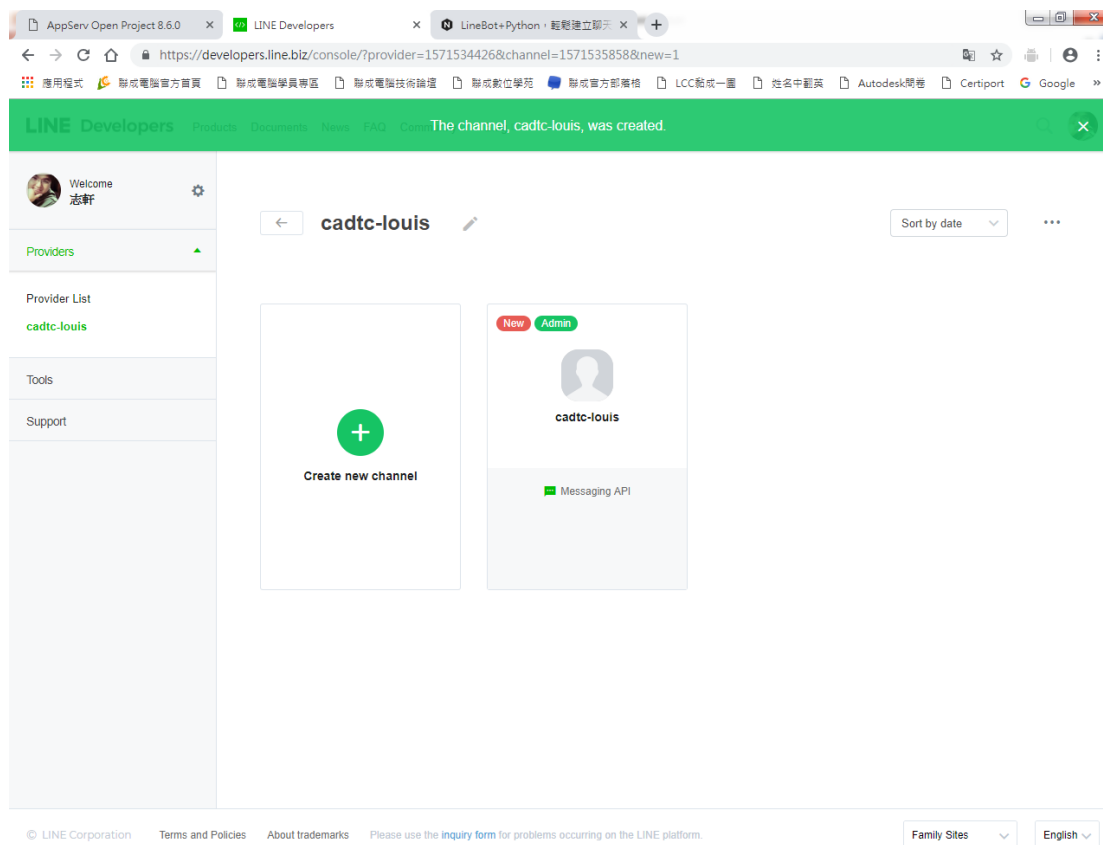 AppServ Open Project 8.6.0
LINE Developers
LineBot+Python，輕鬆建立聊天
https://developers.line.biz/console/?provider=1571534426&channel=1571535858&new=1
應用程式 聯成電腦官方首頁 聯成電腦學員專區 聯成電腦技術論壇 聯成數位學苑 聯成官方部落格 LCC黏成一團 姓名中翻英 Autodesk問卷 Certiport Google »
LINE Developers Products Documents News FAQ
The channel, cadtc-louis, was created.
Welcome
志軒
cadtc-louis
Sort by date
Providers
Provider List
cadtc-louis
Tools
Support
Create new channel
New Admin
cadtc-louis
Messaging API
© LINE Corporation Terms and Policies About trademarks Please use the inquiry form for problems occurring on the LINE platform.
Family Sites
English